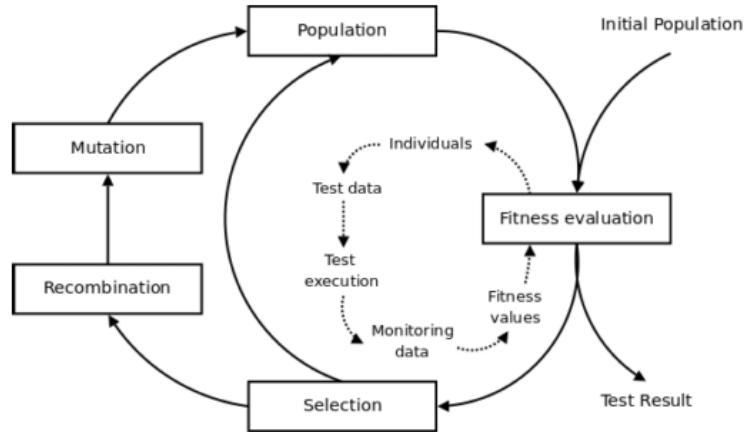 Population
Initial Population
Individuals
Mutation
Test data
Fitness evaluation
Test
execution
Recombination
Fitness
values
Monitoring
data
Selection
Test Result